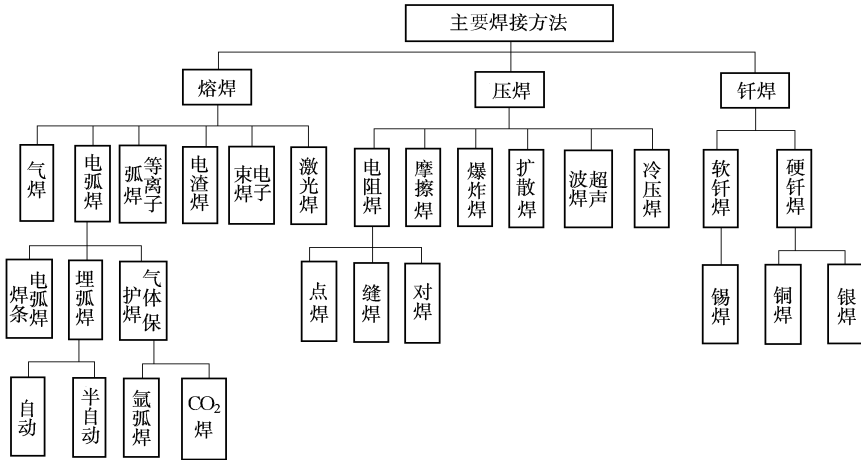 主要焊接方法
熔焊
压焊
钎焊
气焊
电弧焊
等离子弧焊
电渣焊
电子束焊
激光焊
电阻焊
摩擦焊
爆炸焊
扩散焊
超声波焊
冷压焊
软钎焊
硬钎焊
焊条电弧焊
埋弧焊
气体保护焊
点焊
缝焊
对焊
锡焊
铜焊
银焊
自动
半自动
氩弧焊
CO₂焊